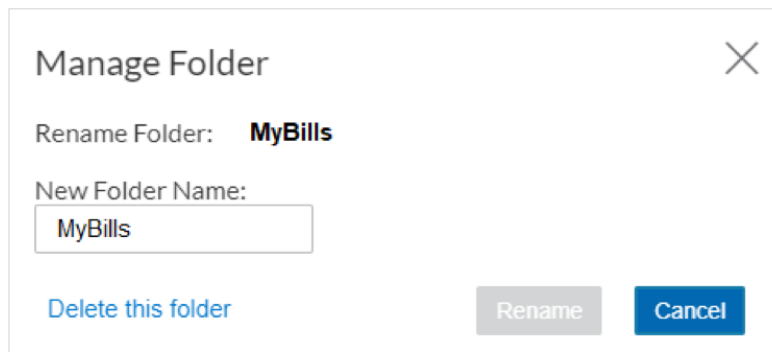 Manage Folder
Rename Folder: MyBills
New Folder Name:
MyBills
Delete this folder Rename Cancel